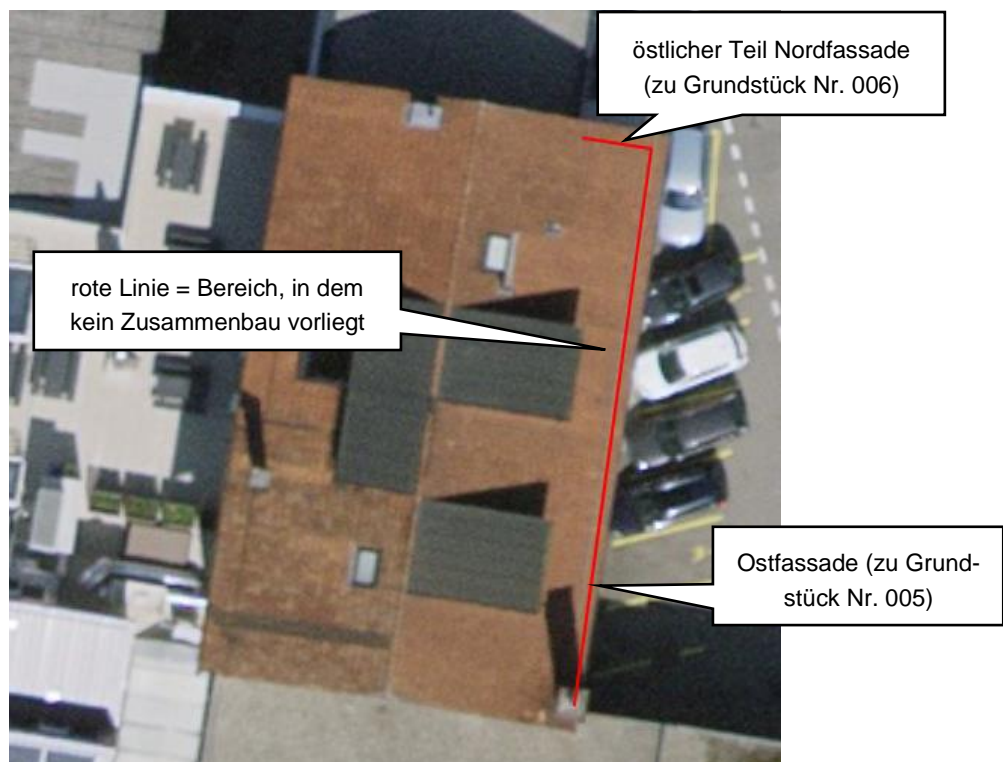 östlicher Teil Nordfassade
(zu Grundstück Nr. 006)
rote Linie = Bereich, in dem
kein Zusammenbau vorliegt
Ostfassade (zu Grund-
stück Nr. 005)